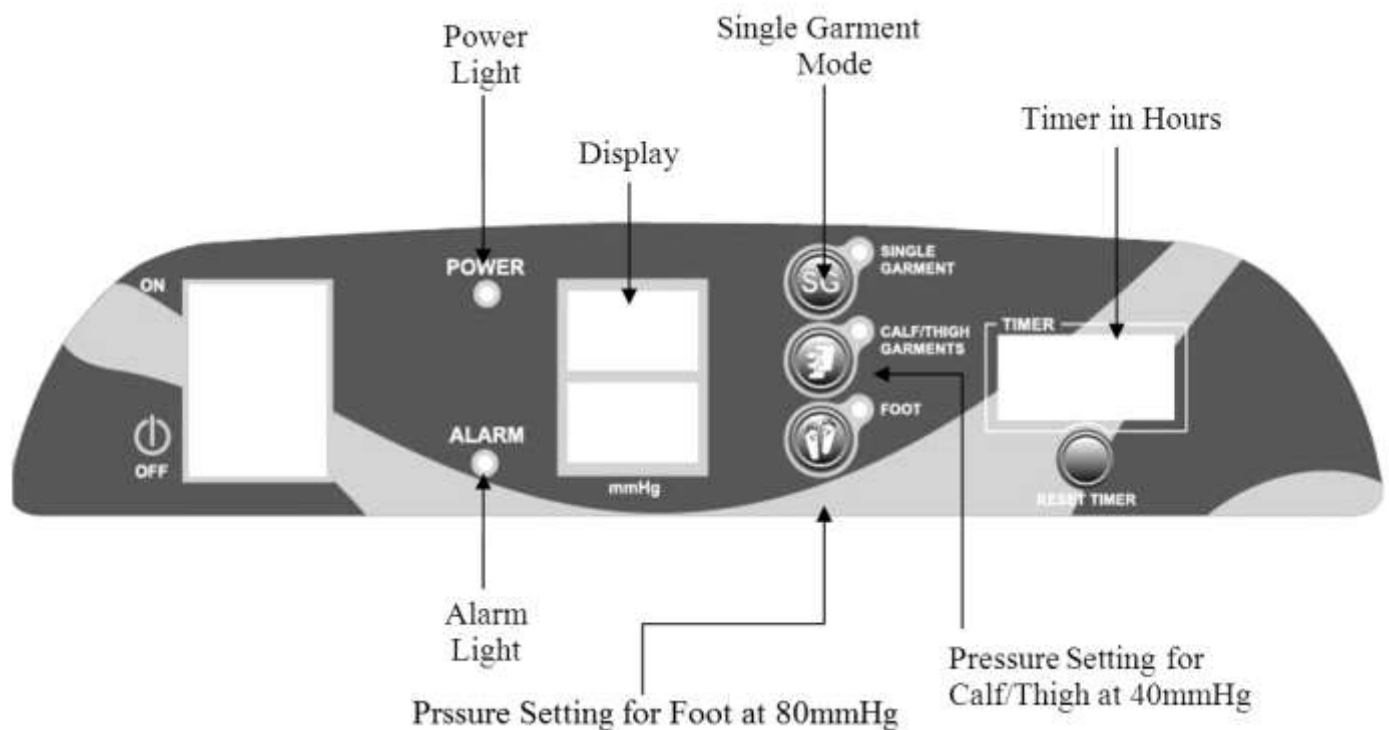 Power
Light
Single Garment
Mode
Timer in Hours
Display
POWER
SG
SINGLE
GARMENT
ON
TIMER
CALF/THIGH
GARMENTS
FOOT
ALARM
OFF
mmHg
RESET TIMER
Alarm
Light
Pressure Setting for
Calf/Thigh at 40mmHg
Prssure Setting for Foot at 80mmHg